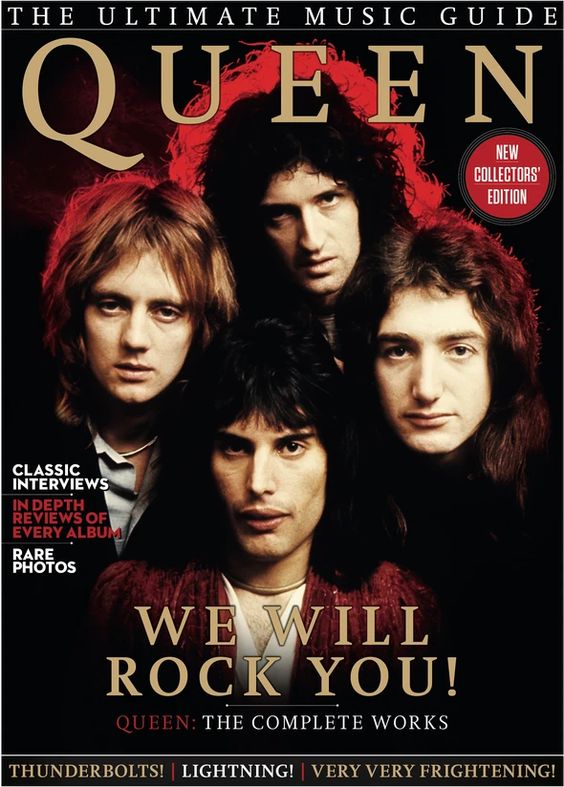 THE ULTIMATE MUSIC GUIDE
QUEEN
NEW
COLLECTORS'
EDITION
CLASSIC
INTERVIEWS
IN DEPTH
REVIEWS OF
EVERY ALBUM
RARE
PHOTOS
WE WILL
ROCK YOU!
QUEEN: THE COMPLETE WORKS
THUNDERBOLTS! | LIGHTNING! | VERY VERY FRIGHTENING!